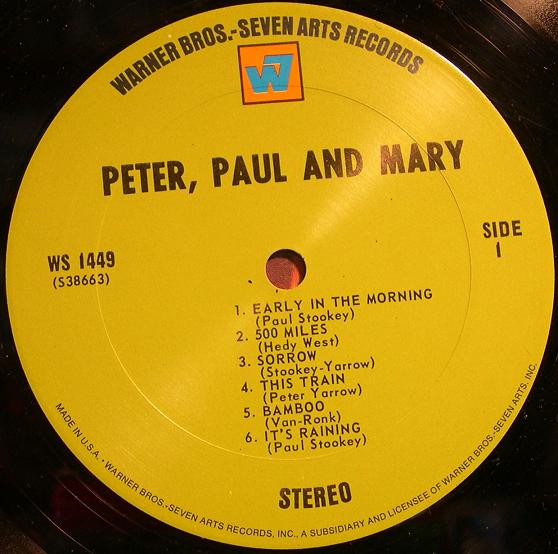 WARNER BROS.-SEVEN ARTS RECORDS
W7
PETER, PAUL AND MARY
WS 1449
(S38663)
SIDE
1
1. EARLY IN THE MORNING
(Paul Stookey)
2. 500 MILES
(Hedy West)
3. SORROW
(Stookey-Yarrow)
4. THIS TRAIN
(Peter Yarrow)
5. BAMBOO
(Van-Ronk)
6. IT'S RAINING
(Paul Stookey)
STEREO
MADE IN U.S.A. • WARNER BROS.-SEVEN ARTS RECORDS, INC., A SUBSIDIARY AND LICENSEE OF WARNER BROS.-SEVEN ARTS, INC.